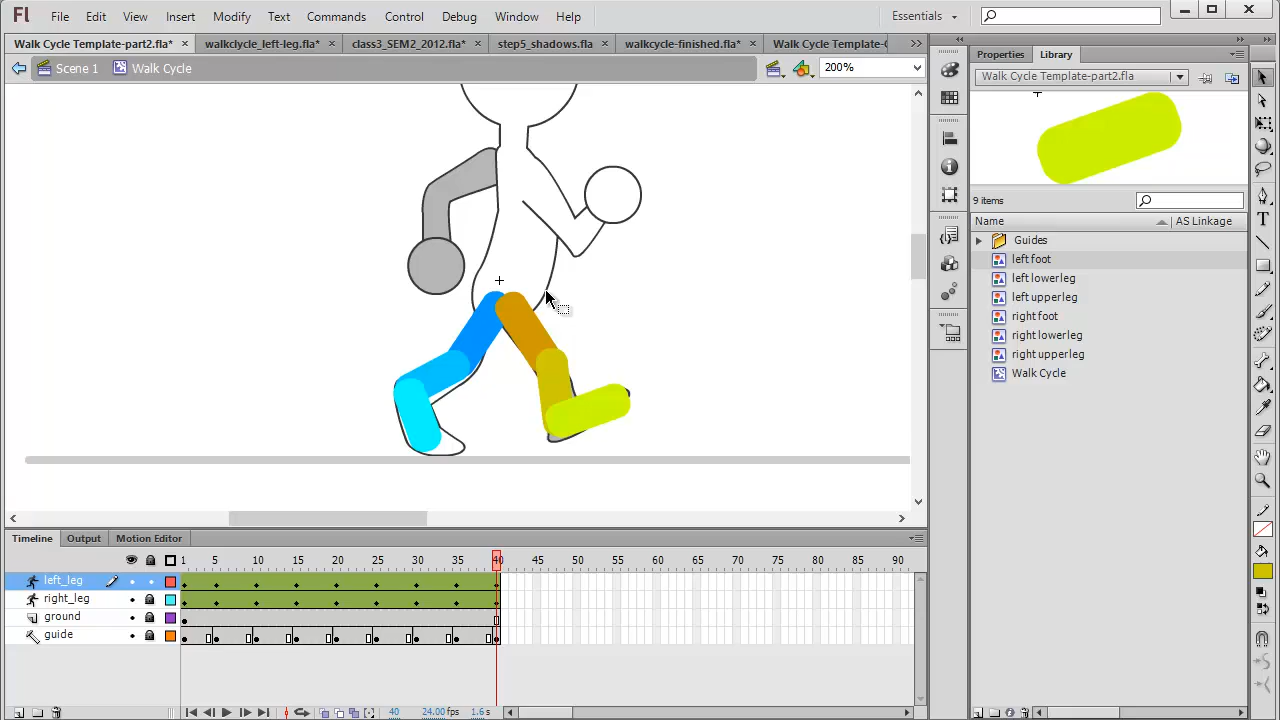 Fl File Edit View Insert Modify Text Commands Control Debug Window Help Essentials
Walk Cycle Template-part2.fla* × walkclycle_left-leg.fla* × class3_SEM2_2012.fla* × step5_shadows.fla × walkcycle-finished.fla* × Walk Cycle Template-
Scene 1 Walk Cycle 200%
Properties Library
Walk Cycle Template-part2.fla
9 items
Name AS Linkage
Guides
left foot
left lowerleg
left upperleg
right foot
right lowerleg
right upperleg
Walk Cycle
Timeline Output Motion Editor
1 5 10 15 20 25 30 35 40 45 50 55 60 65 70 75 80 85 90
left_leg
right_leg
ground
guide
40 24.00 fps 1.6 s